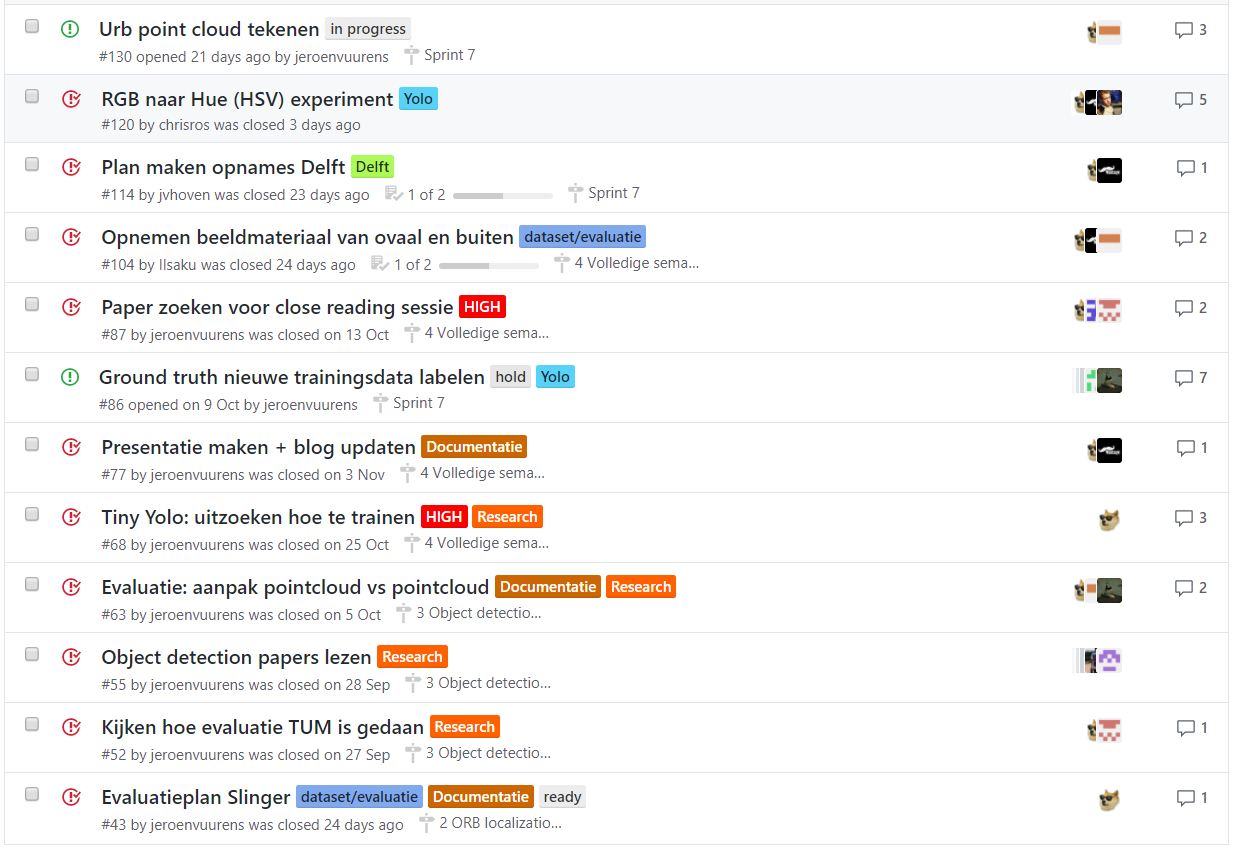 Urb point cloud tekenen in progress 3
#130 opened 21 days ago by jeroenvuurens Sprint 7
RGB naar Hue (HSV) experiment Yolo 5
#120 by chrisros was closed 3 days ago
Plan maken opnames Delft Delft 1
#114 by jvhoven was closed 23 days ago 1 of 2 Sprint 7
Opnemen beeldmateriaal van ovaal en buiten dataset/evaluatie 2
#104 by IIsaku was closed 24 days ago 1 of 2 4 Volledige sema...
Paper zoeken voor close reading sessie HIGH 2
#87 by jeroenvuurens was closed on 13 Oct 4 Volledige sema...
Ground truth nieuwe trainingsdata labelen hold Yolo 7
#86 opened on 9 Oct by jeroenvuurens Sprint 7
Presentatie maken + blog updaten Documentatie 1
#77 by jeroenvuurens was closed on 3 Nov 4 Volledige sema...
Tiny Yolo: uitzoeken hoe te trainen HIGH Research 3
#68 by jeroenvuurens was closed on 25 Oct 4 Volledige sema...
Evaluatie: aanpak pointcloud vs pointcloud Documentatie Research 2
#63 by jeroenvuurens was closed on 5 Oct 3 Object detectio...
Object detection papers lezen Research
#55 by jeroenvuurens was closed on 28 Sep 3 Object detectio...
Kijken hoe evaluatie TUM is gedaan Research 1
#52 by jeroenvuurens was closed on 27 Sep 3 Object detectio...
Evaluatieplan Slinger dataset/evaluatie Documentatie ready 1
#43 by jeroenvuurens was closed 24 days ago 2 ORB localizatio...